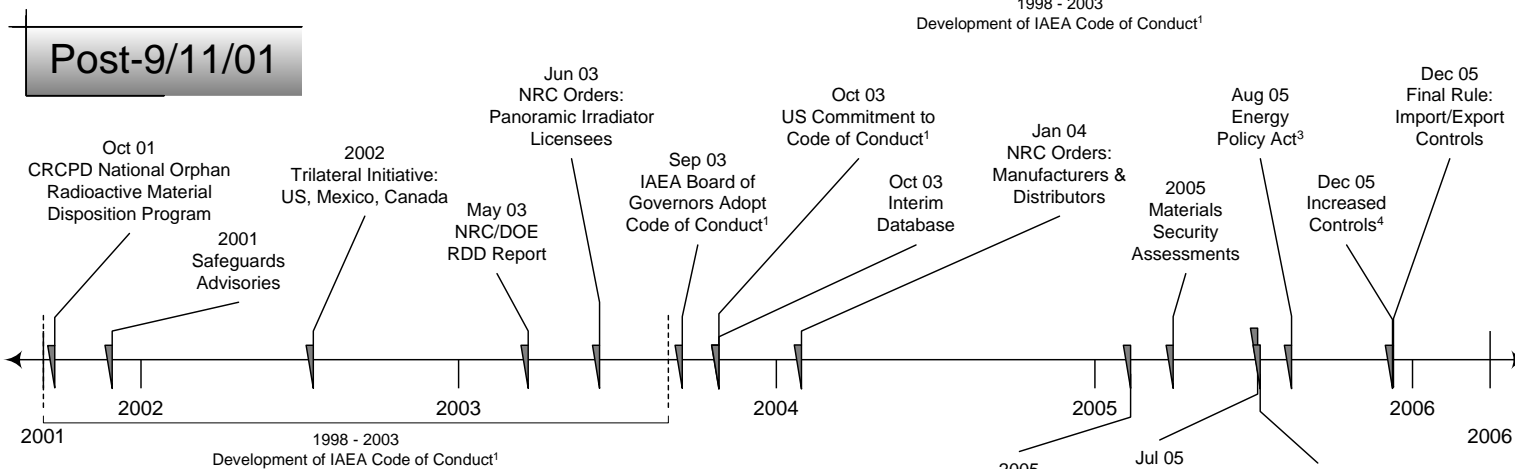 1998 - 2003
Development of IAEA Code of Conduct¹
Post-9/11/01
Oct 01
CRCPD National Orphan
Radioactive Material
Disposition Program
2001
Safeguards
Advisories
2002
Trilateral Initiative:
US, Mexico, Canada
May 03
NRC/DOE
RDD Report
Jun 03
NRC Orders:
Panoramic Irradiator
Licensees
Sep 03
IAEA Board of
Governors Adopt
Code of Conduct¹
Oct 03
US Commitment to
Code of Conduct¹
Oct 03
Interim
Database
Jan 04
NRC Orders:
Manufacturers &
Distributors
2005
Materials
Security
Assessments
Aug 05
Energy
Policy Act³
Dec 05
Increased
Controls⁴
Dec 05
Final Rule:
Import/Export
Controls
2002
2003
2004
2005
2006
2001
2006
1998 - 2003
Development of IAEA Code of Conduct¹
2005
Jul 05